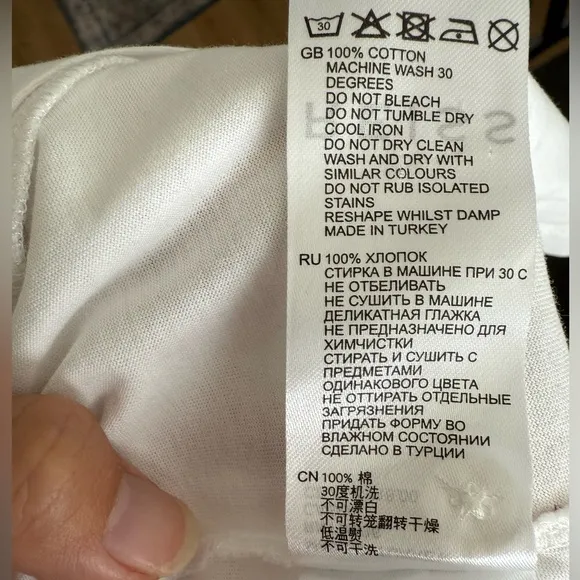 30
GB 100% COTTON
MACHINE WASH 30
DEGREES
DO NOT BLEACH
DO NOT TUMBLE DRY
COOL IRON
DO NOT DRY CLEAN
WASH AND DRY WITH
SIMILAR COLOURS
DO NOT RUB ISOLATED
STAINS
RESHAPE WHILST DAMP
MADE IN TURKEY
RU 100% ХЛОПОК
СТИРКА В МАШИНЕ ПРИ 30 С
НЕ ОТБЕЛИВАТЬ
НЕ СУШИТЬ В МАШИНЕ
ДЕЛИКАТНАЯ ГЛАЖКА
НЕ ПРЕДНАЗНАЧЕНО ДЛЯ
ХИМЧИСТКИ
СТИРАТЬ И СУШИТЬ С
ПРЕДМЕТАМИ
ОДИНАКОВОГО ЦВЕТА
НЕ ОТТИРАТЬ ОТДЕЛЬНЫЕ
ЗАГРЯЗНЕНИЯ
ПРИДАТЬ ФОРМУ ВО
ВЛАЖНОМ СОСТОЯНИИ
СДЕЛАНО В ТУРЦИИ
CN 100% 棉
30度机洗
不可漂白
不可转笼翻转干燥
低温熨
不可干洗